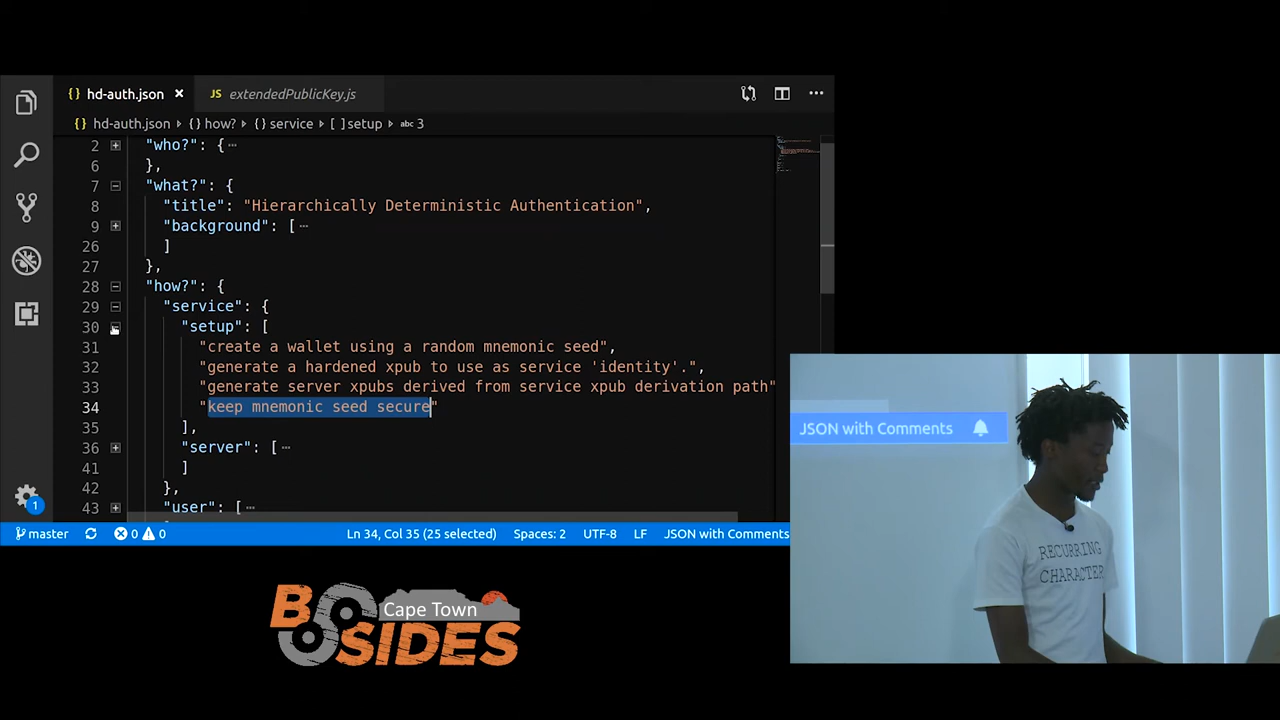 {} hd-auth.json ×
JS extendedPublicKey.js
{} hd-auth.json ▸ {} how? ▸ {} service ▸ [ ] setup ▸ abc 3
2 "who?": { ⋯
6 },
7 "what?": {
8 "title": "Hierarchically Deterministic Authentication",
9 "background": [ ⋯
26 ]
27 },
28 "how?": {
29 "service": {
30 "setup": [
31 "create a wallet using a random mnemonic seed",
32 "generate a hardened xpub to use as service 'identity'.",
33 "generate server xpubs derived from service xpub derivation path"
34 "keep mnemonic seed secure"
35 ],
36 "server": [ ⋯
41 ]
42 },
43 "user": [ ⋯
1
master 0 0 Ln 34, Col 35 (25 selected) Spaces: 2 UTF-8 LF JSON with Comments
JSON with Comments
RECURRING
CHARACTER
B SIDES
Cape Town